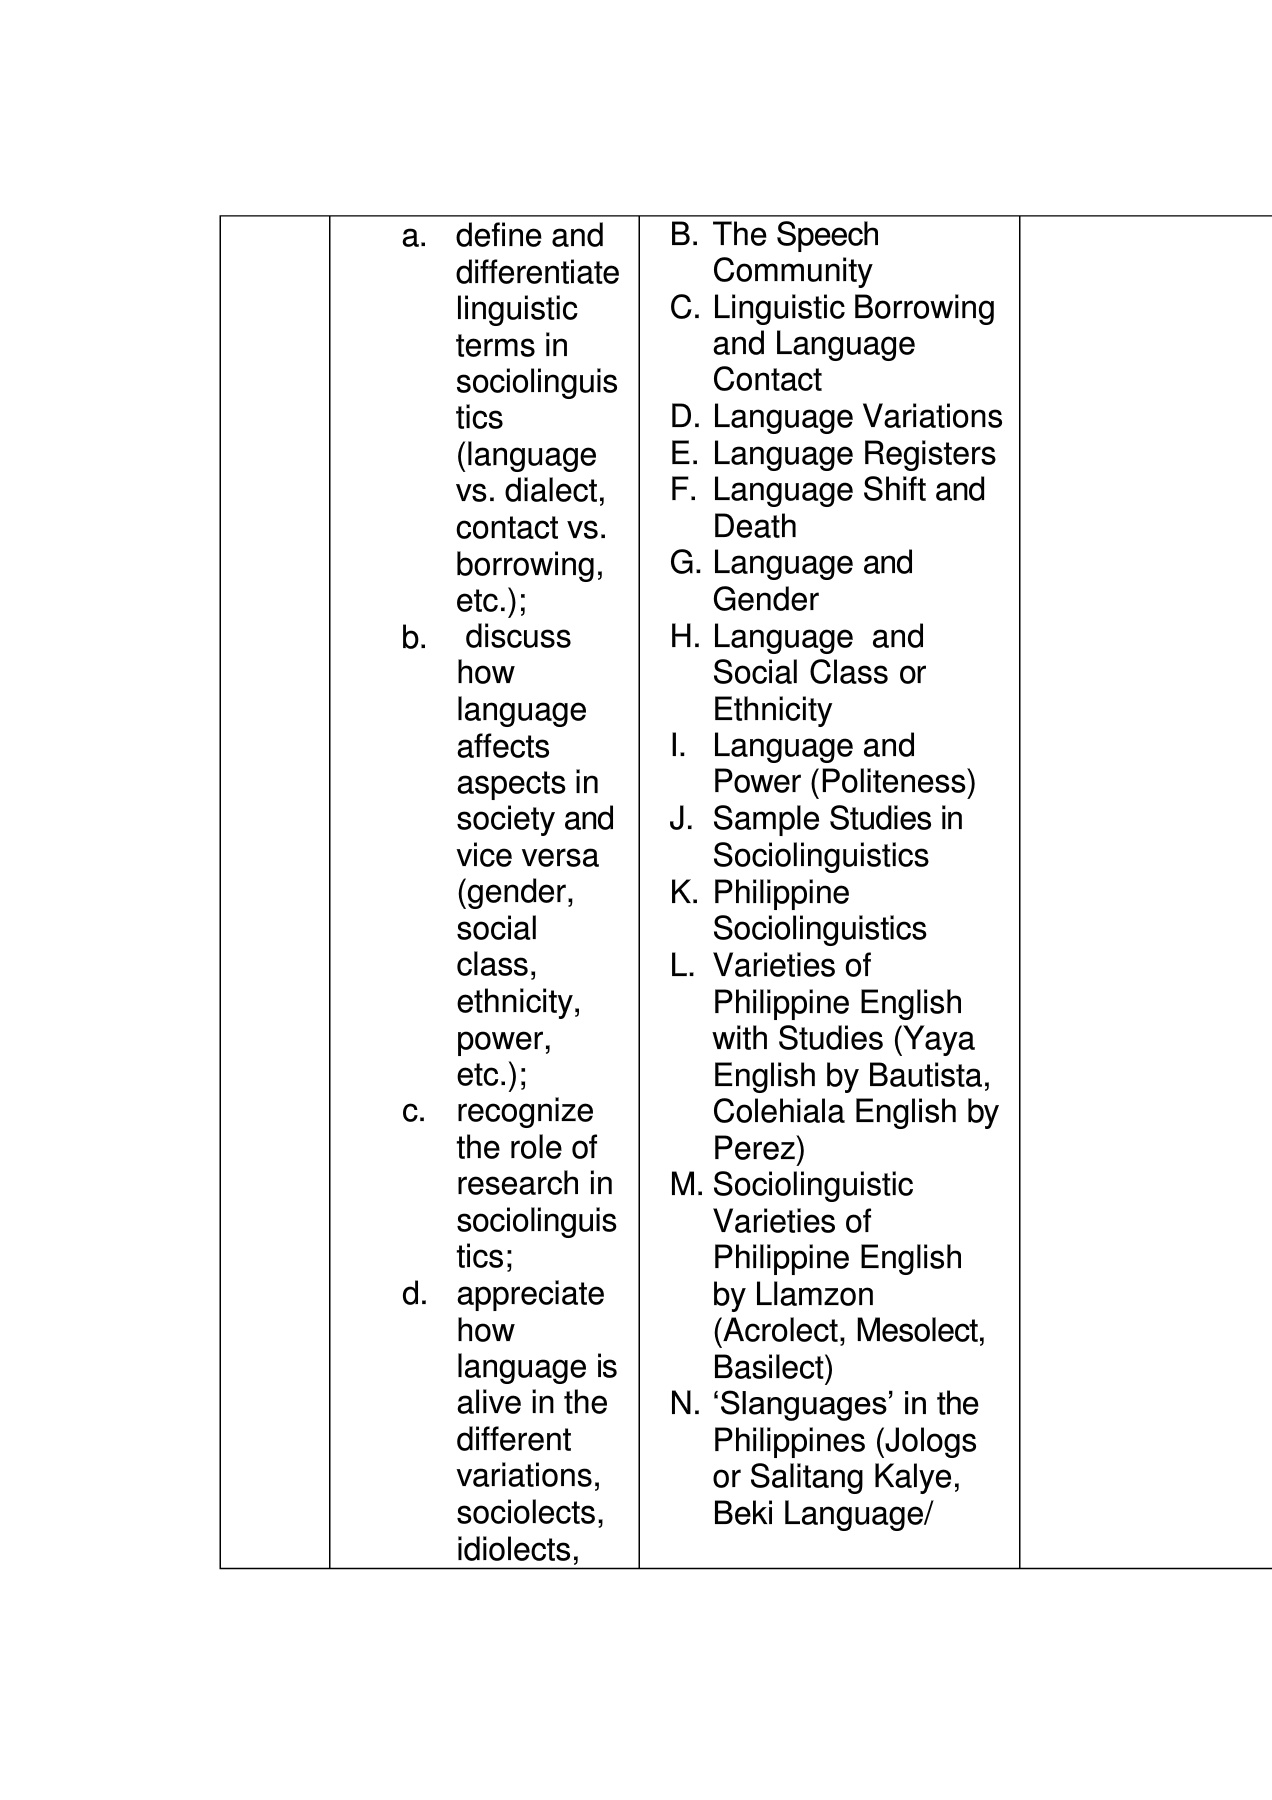 a. define and
differentiate
linguistic
terms in
sociolinguis
tics
(language
vs. dialect,
contact vs.
borrowing,
etc.);
b. discuss
how
language
affects
aspects in
society and
vice versa
(gender,
social
class,
ethnicity,
power,
etc.);
c. recognize
the role of
research in
sociolinguis
tics;
d. appreciate
how
language is
alive in the
different
variations,
sociolects,
idiolects,
B. The Speech
Community
C. Linguistic Borrowing
and Language
Contact
D. Language Variations
E. Language Registers
F. Language Shift and
Death
G. Language and
Gender
H. Language and
Social Class or
Ethnicity
I. Language and
Power (Politeness)
J. Sample Studies in
Sociolinguistics
K. Philippine
Sociolinguistics
L. Varieties of
Philippine English
with Studies (Yaya
English by Bautista,
Colehiala English by
Perez)
M. Sociolinguistic
Varieties of
Philippine English
by Llamzon
(Acrolect, Mesolect,
Basilect)
N. ‘Slanguages’ in the
Philippines (Jologs
or Salitang Kalye,
Beki Language/